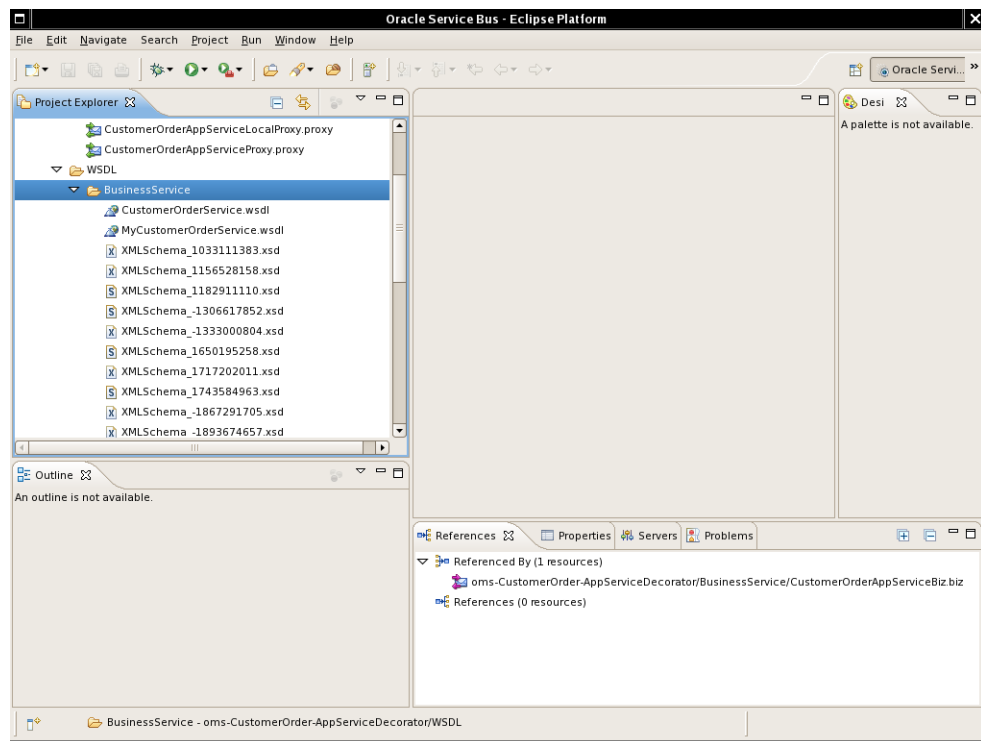 Oracle Service Bus - Eclipse Platform
File Edit Navigate Search Project Run Window Help
Oracle Servi... »
Project Explorer
Desi
CustomerOrderAppServiceLocalProxy.proxy
A palette is not available.
CustomerOrderAppServiceProxy.proxy
WSDL
BusinessService
CustomerOrderService.wsdl
MyCustomerOrderService.wsdl
XMLSchema_1033111383.xsd
XMLSchema_1156528158.xsd
XMLSchema_1182911110.xsd
XMLSchema_-1306617852.xsd
XMLSchema_-1333000804.xsd
XMLSchema_1650195258.xsd
XMLSchema_1717202011.xsd
XMLSchema_1743584963.xsd
XMLSchema_-1867291705.xsd
XMLSchema_-1893674657.xsd
Outline
An outline is not available.
References Properties Servers Problems
Referenced By (1 resources)
oms-CustomerOrder-AppServiceDecorator/BusinessService/CustomerOrderAppServiceBiz.biz
References (0 resources)
BusinessService - oms-CustomerOrder-AppServiceDecorator/WSDL